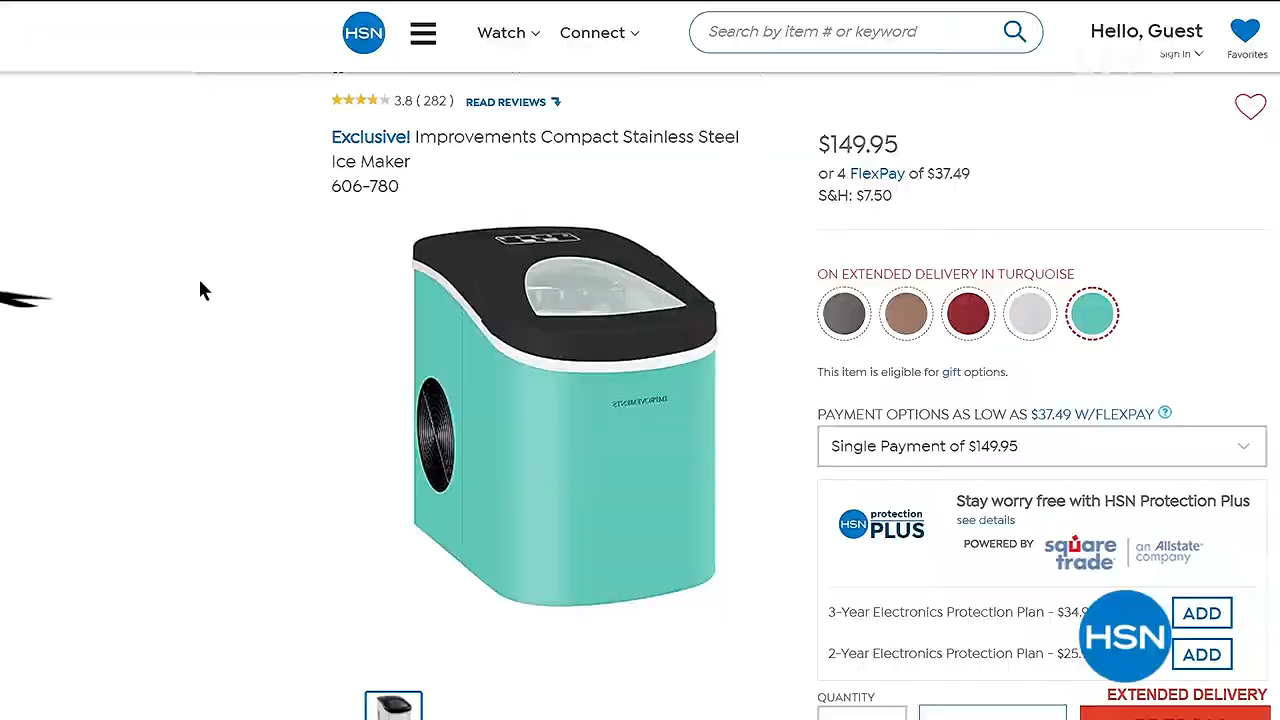 HSN
Watch
Connect
Search by item # or keyword
Hello, Guest
Sign In
Favorites
3.8 ( 282 )
READ REVIEWS
Exclusive! Improvements Compact Stainless Steel
Ice Maker
606-780
$149.95
or 4 FlexPay of $37.49
S&H: $7.50
ON EXTENDED DELIVERY IN TURQUOISE
IMPROVEMENTS
This item is eligible for gift options.
PAYMENT OPTIONS AS LOW AS $37.49 W/FLEXPAY ?
Single Payment of $149.95
Stay worry free with HSN Protection Plus
see details
HSN protection PLUS
POWERED BY
square trade
an Allstate company
3-Year Electronics Protection Plan - $34.9
ADD
HSN
2-Year Electronics Protection Plan - $25.
ADD
EXTENDED DELIVERY
QUANTITY